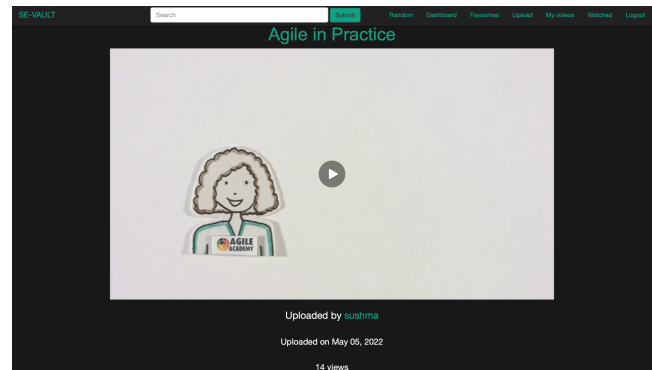 SE-VAULT Search Submit Random Dashboard Favourites Upload My videos Watched Logout
Agile in Practice
AGILE
ACADEMY
Uploaded by sushma
Uploaded on May 05, 2022
14 views